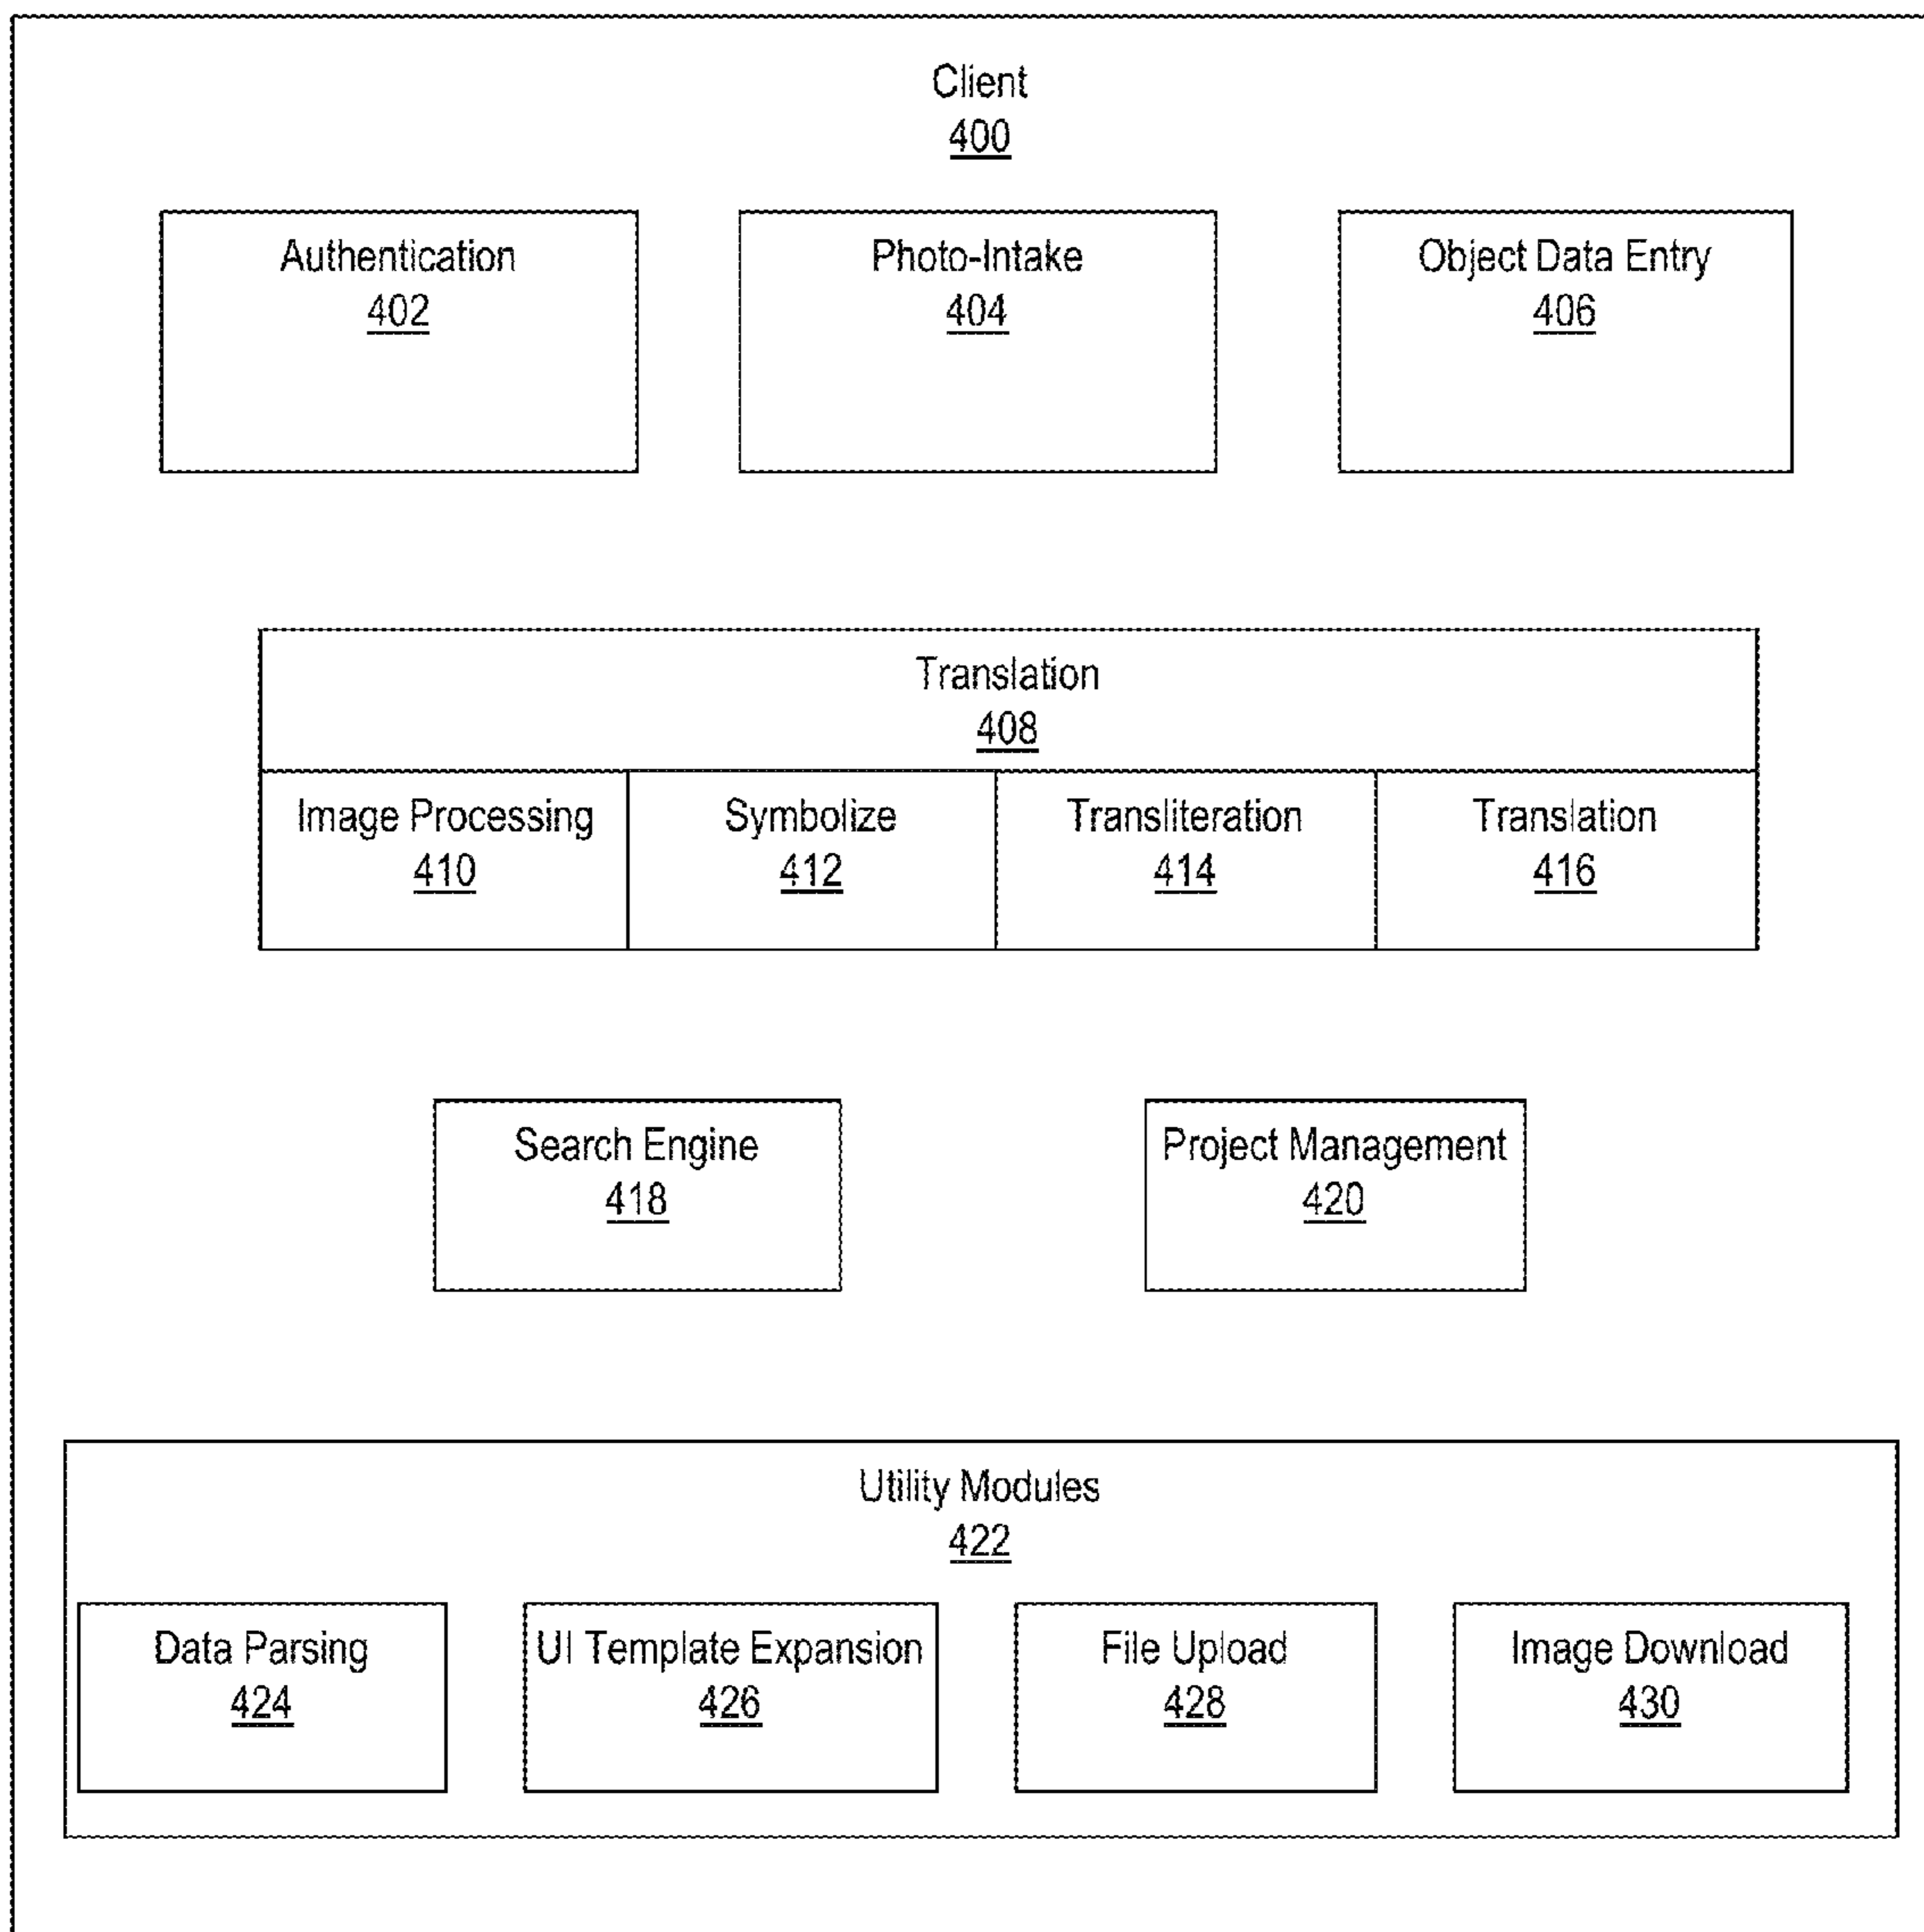 Client
400
Authentication
402
Photo-Intake
404
Object Data Entry
406
Translation
408
Image Processing
410
Symbolize
412
Transliteration
414
Translation
416
Search Engine
418
Project Management
420
Utility Modules
422
Data Parsing
424
UI Template Expansion
426
File Upload
428
Image Download
430